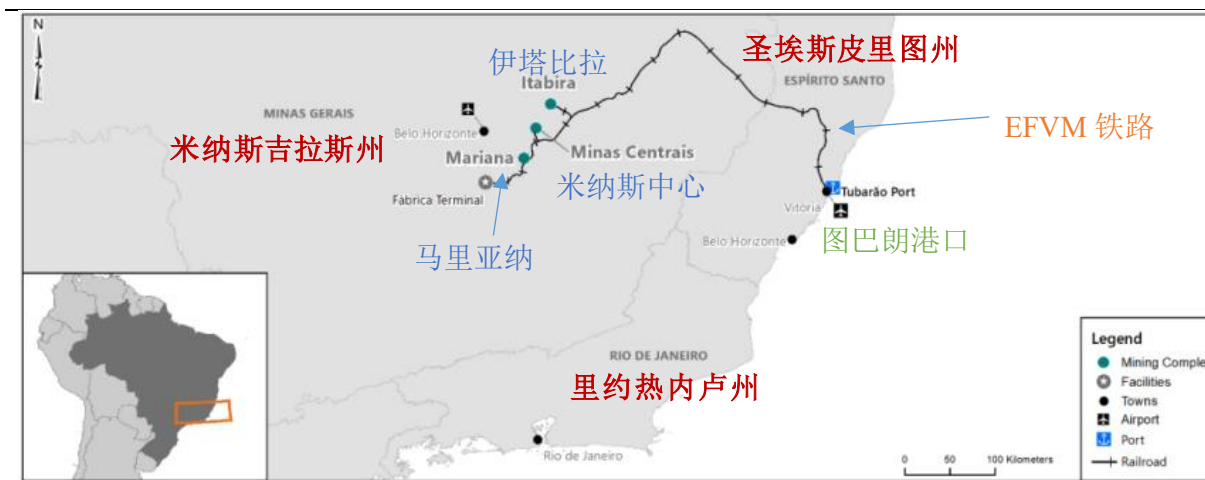 N
圣埃斯皮里图州
ESPÍRITO SANTO
伊塔比拉
Itabira
MINAS GERAIS
Belo Horizonte
米纳斯吉拉斯州
EFVM 铁路
Mariana
Minas Centrais
米纳斯中心
Fabrica Terminal
Tubarão Port
Vitória
图巴朗港口
Belo Horizonte
马里亚纳
RIO DE JANEIRO
里约热内卢州
Rio de Janeiro
0 50 100 Kilometers
Legend
Mining Comple
Facilities
Towns
Airport
Port
Railroad